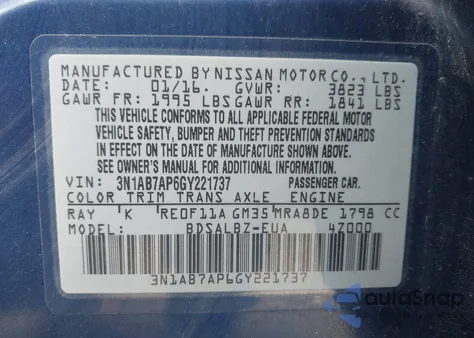 MANUFACTURED BY NISSAN MOTOR CO., LTD.
DATE: 01/16. GVWR: 3823 LBS
GAWR FR: 1995 LBS GAWR RR: 1841 LBS
THIS VEHICLE CONFORMS TO ALL APPLICABLE FEDERAL MOTOR
VEHICLE SAFETY, BUMPER AND THEFT PREVENTION STANDARDS
IN EFFECT ON THE DATE OF MANUFACTURE SHOWN ABOVE.
SEE OWNER'S MANUAL FOR ADDITIONAL INFORMATION.
VIN: 3N1AB7AP6GY221737 PASSENGER CAR.
COLOR TRIM TRANS AXLE ENGINE
RAY K RE0F11A GM35 MRA8DE 1798 CC
MODEL: BDSALBZ-EUA 4Z000
3N1AB7AP6GY221737
autoSnap